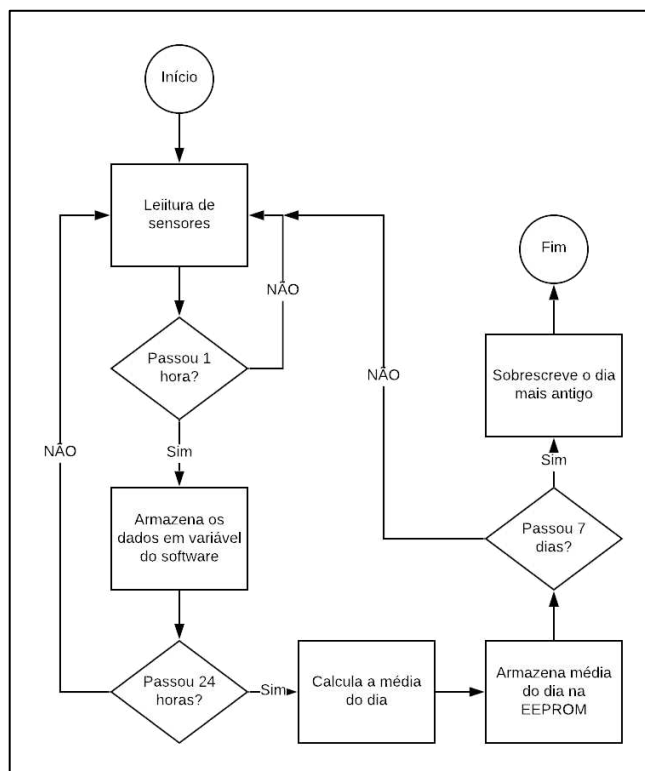 Início
Leiitura de
sensores
NÃO
Passou 1
hora?
Sim
NÃO
Armazena os
dados em variável
do software
Passou 24
horas?
Sim
Calcula a média
do dia
Armazena média
do dia na
EEPROM
Passou 7
dias?
NÃO
Sim
Sobrescreve o dia
mais antigo
Fim